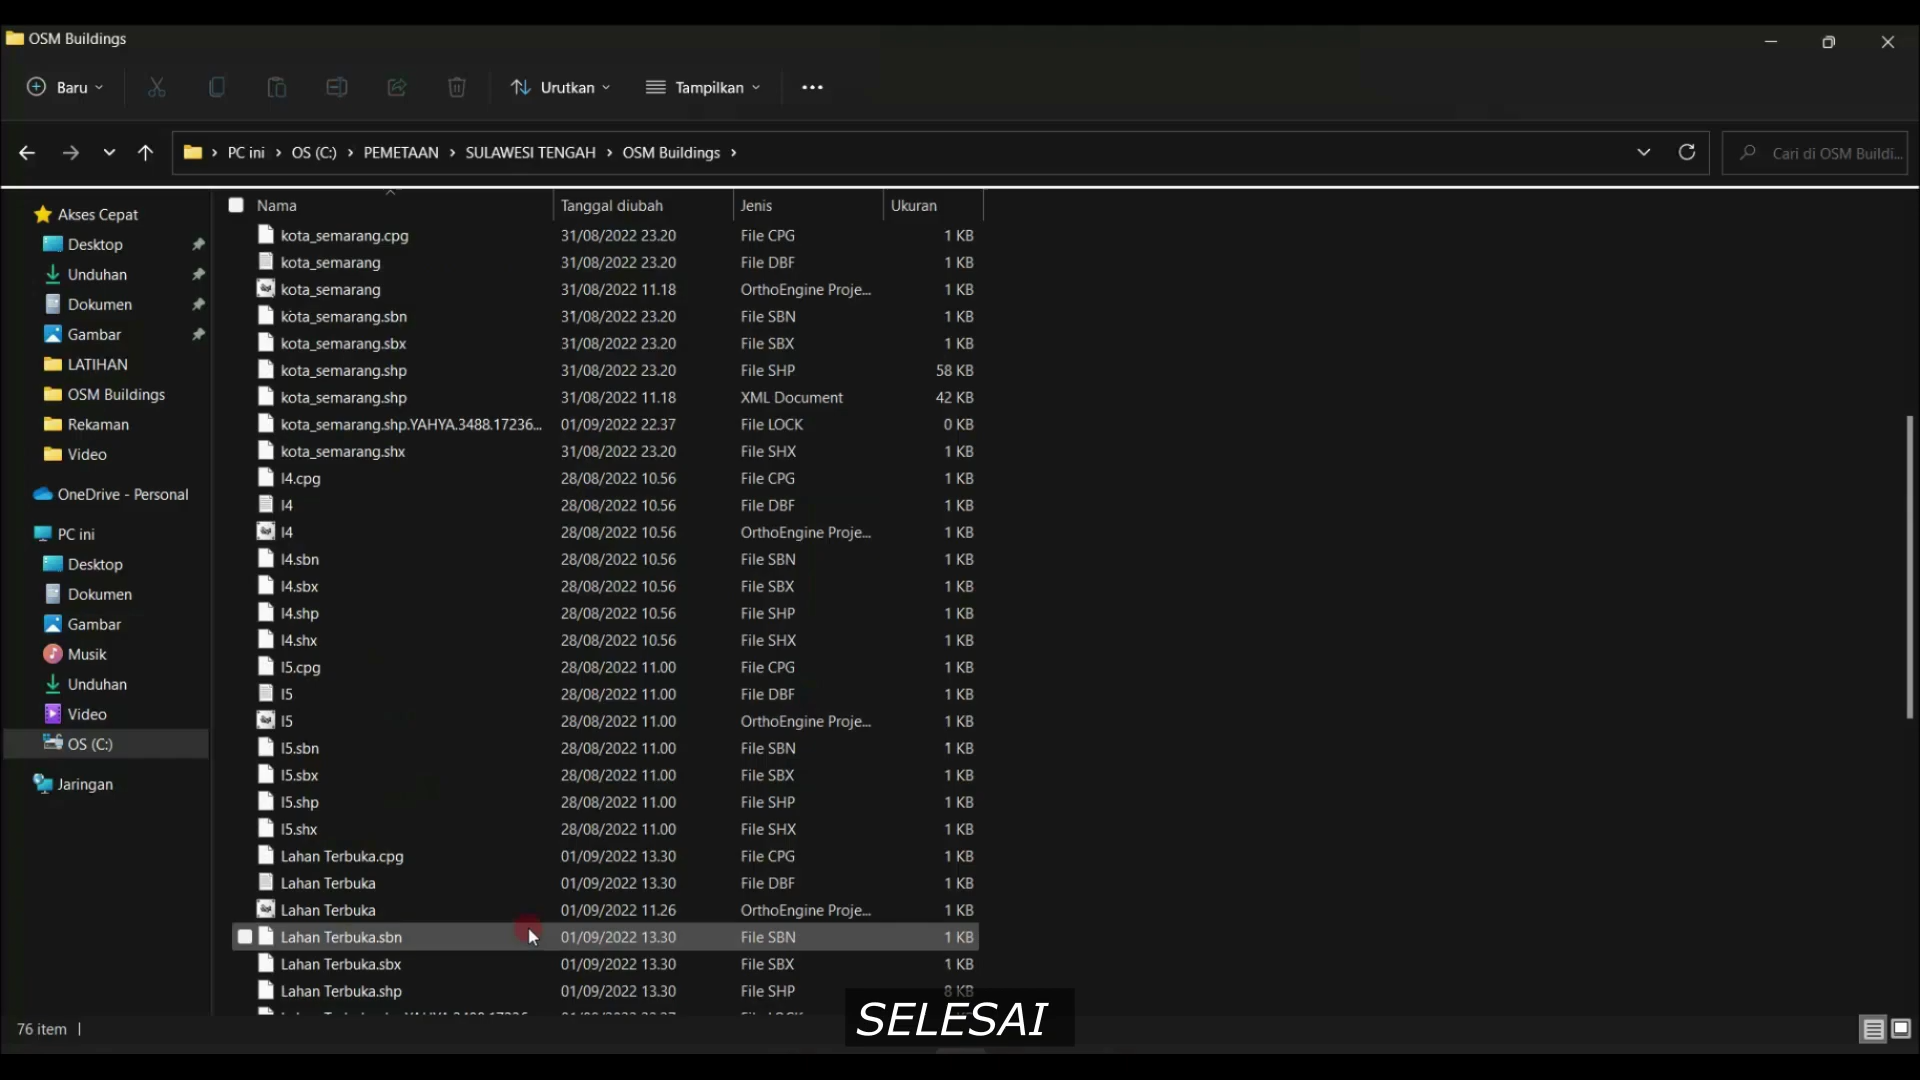 OSM Buildings
Baru
Urutkan
Tampilkan
PC ini > OS (C:) > PEMETAAN > SULAWESI TENGAH > OSM Buildings >
Cari di OSM Buildi...
Akses Cepat
Desktop
Unduhan
Dokumen
Gambar
LATIHAN
OSM Buildings
Rekaman
Video
OneDrive - Personal
PC ini
Desktop
Dokumen
Gambar
Musik
Unduhan
Video
OS (C:)
Jaringan
Nama Tanggal diubah Jenis Ukuran
kota_semarang.cpg 31/08/2022 23.20 File CPG 1 KB
kota_semarang 31/08/2022 23.20 File DBF 1 KB
kota_semarang 31/08/2022 11.18 OrthoEngine Proje... 1 KB
kota_semarang.sbn 31/08/2022 23.20 File SBN 1 KB
kota_semarang.sbx 31/08/2022 23.20 File SBX 1 KB
kota_semarang.shp 31/08/2022 23.20 File SHP 58 KB
kota_semarang.shp 31/08/2022 11.18 XML Document 42 KB
kota_semarang.shp.YAHYA.3488.17236... 01/09/2022 22.37 File LOCK 0 KB
kota_semarang.shx 31/08/2022 23.20 File SHX 1 KB
l4.cpg 28/08/2022 10.56 File CPG 1 KB
l4 28/08/2022 10.56 File DBF 1 KB
l4 28/08/2022 10.56 OrthoEngine Proje... 1 KB
l4.sbn 28/08/2022 10.56 File SBN 1 KB
l4.sbx 28/08/2022 10.56 File SBX 1 KB
l4.shp 28/08/2022 10.56 File SHP 1 KB
l4.shx 28/08/2022 10.56 File SHX 1 KB
l5.cpg 28/08/2022 11.00 File CPG 1 KB
l5 28/08/2022 11.00 File DBF 1 KB
l5 28/08/2022 11.00 OrthoEngine Proje... 1 KB
l5.sbn 28/08/2022 11.00 File SBN 1 KB
l5.sbx 28/08/2022 11.00 File SBX 1 KB
l5.shp 28/08/2022 11.00 File SHP 1 KB
l5.shx 28/08/2022 11.00 File SHX 1 KB
Lahan Terbuka.cpg 01/09/2022 13.30 File CPG 1 KB
Lahan Terbuka 01/09/2022 13.30 File DBF 1 KB
Lahan Terbuka 01/09/2022 11.26 OrthoEngine Proje... 1 KB
Lahan Terbuka.sbn 01/09/2022 13.30 File SBN 1 KB
Lahan Terbuka.sbx 01/09/2022 13.30 File SBX 1 KB
Lahan Terbuka.shp 01/09/2022 13.30 File SHP 8 KB
SELESAI
76 item